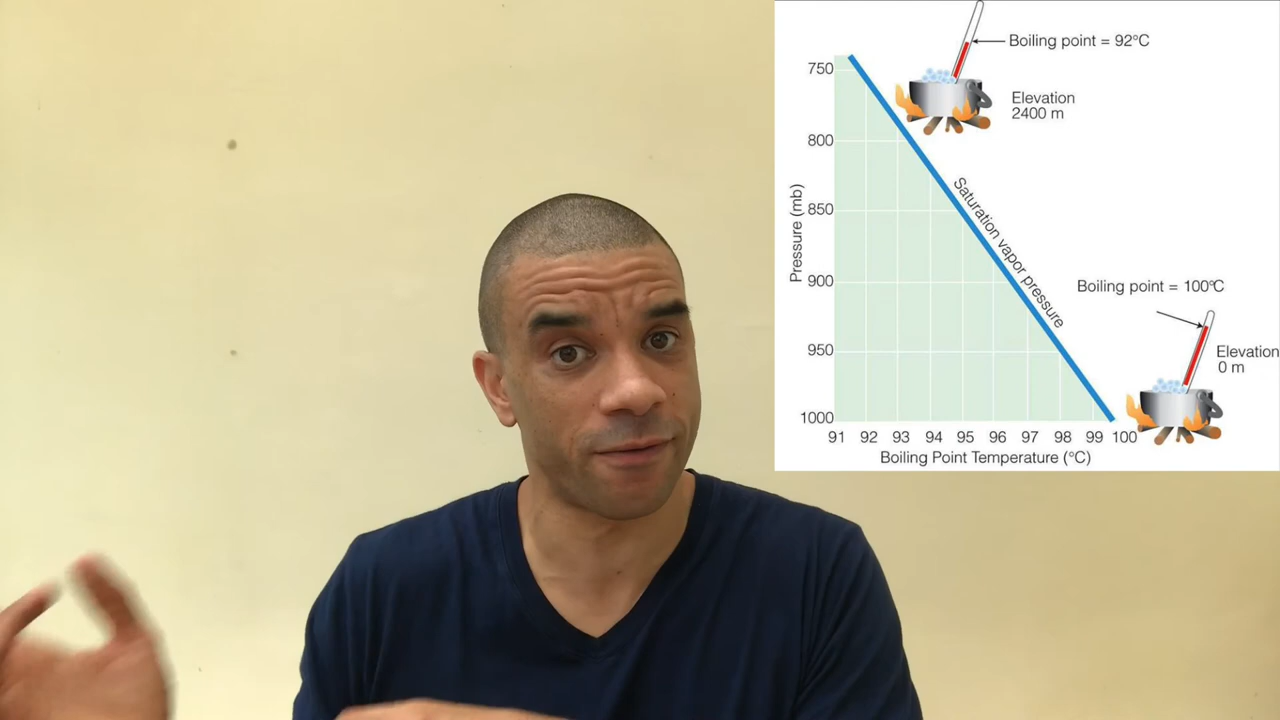 Boiling point = 92°C
Elevation
2400 m
Saturation vapor pressure
Boiling point = 100°C
Elevation
0 m
Pressure (mb)
750
800
850
900
950
1000
91 92 93 94 95 96 97 98 99 100
Boiling Point Temperature (°C)